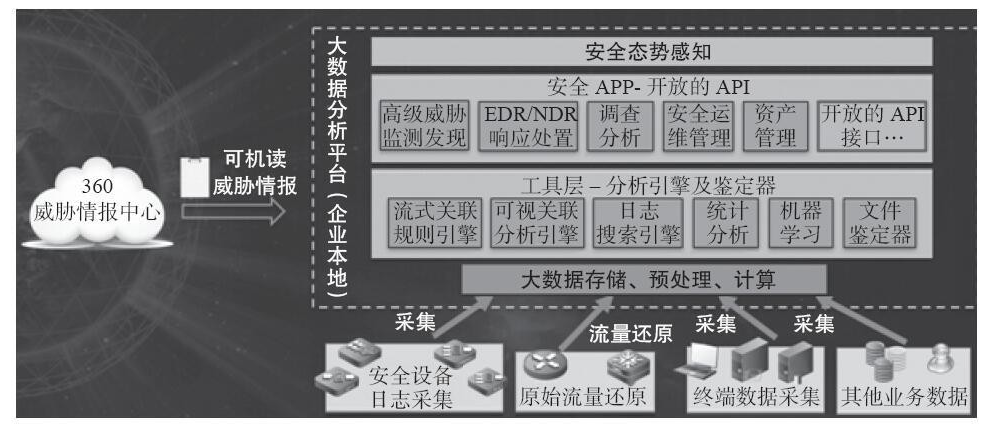 360
威胁情报中心
可机读
威胁情报
大数据分析平台（企业本地）
安全态势感知
安全 APP- 开放的 API
高级威胁
监测发现
EDR/NDR
响应处置
调查
分析
安全运
维管理
资产
管理
开放的 API
接口…
工具层 – 分析引擎及鉴定器
流式关联
规则引擎
可视关联
分析引擎
日志
搜索引擎
统计
分析
机器
学习
文件
鉴定器
大数据存储、预处理、计算
采集
流量还原
采集
采集
安全设备
日志采集
原始流量还原
终端数据采集
其他业务数据